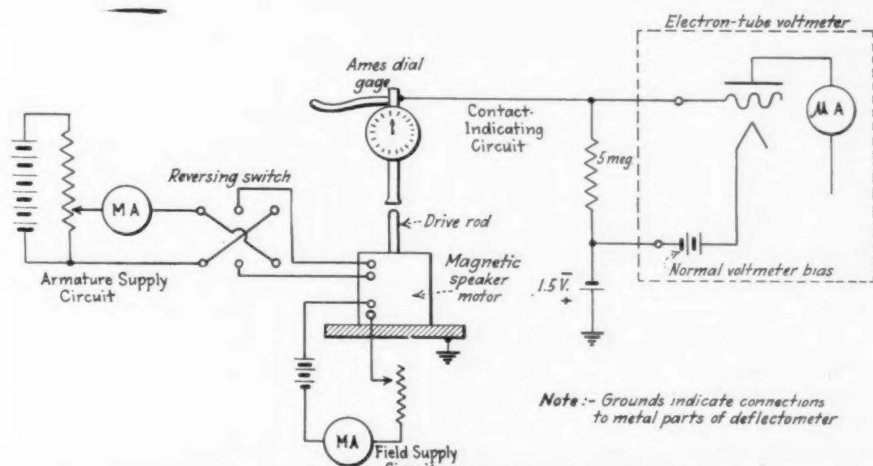 Electron-tube voltmeter
Ames dial
gage
Contact-
Indicating
Circuit
μA
5 meg.
Reversing switch
MA
Drive rod
Magnetic
speaker
motor
Armature Supply
Circuit
1.5 V.
Normal voltmeter bias
Note:- Grounds indicate connections
to metal parts of deflectometer
MA
Field Supply